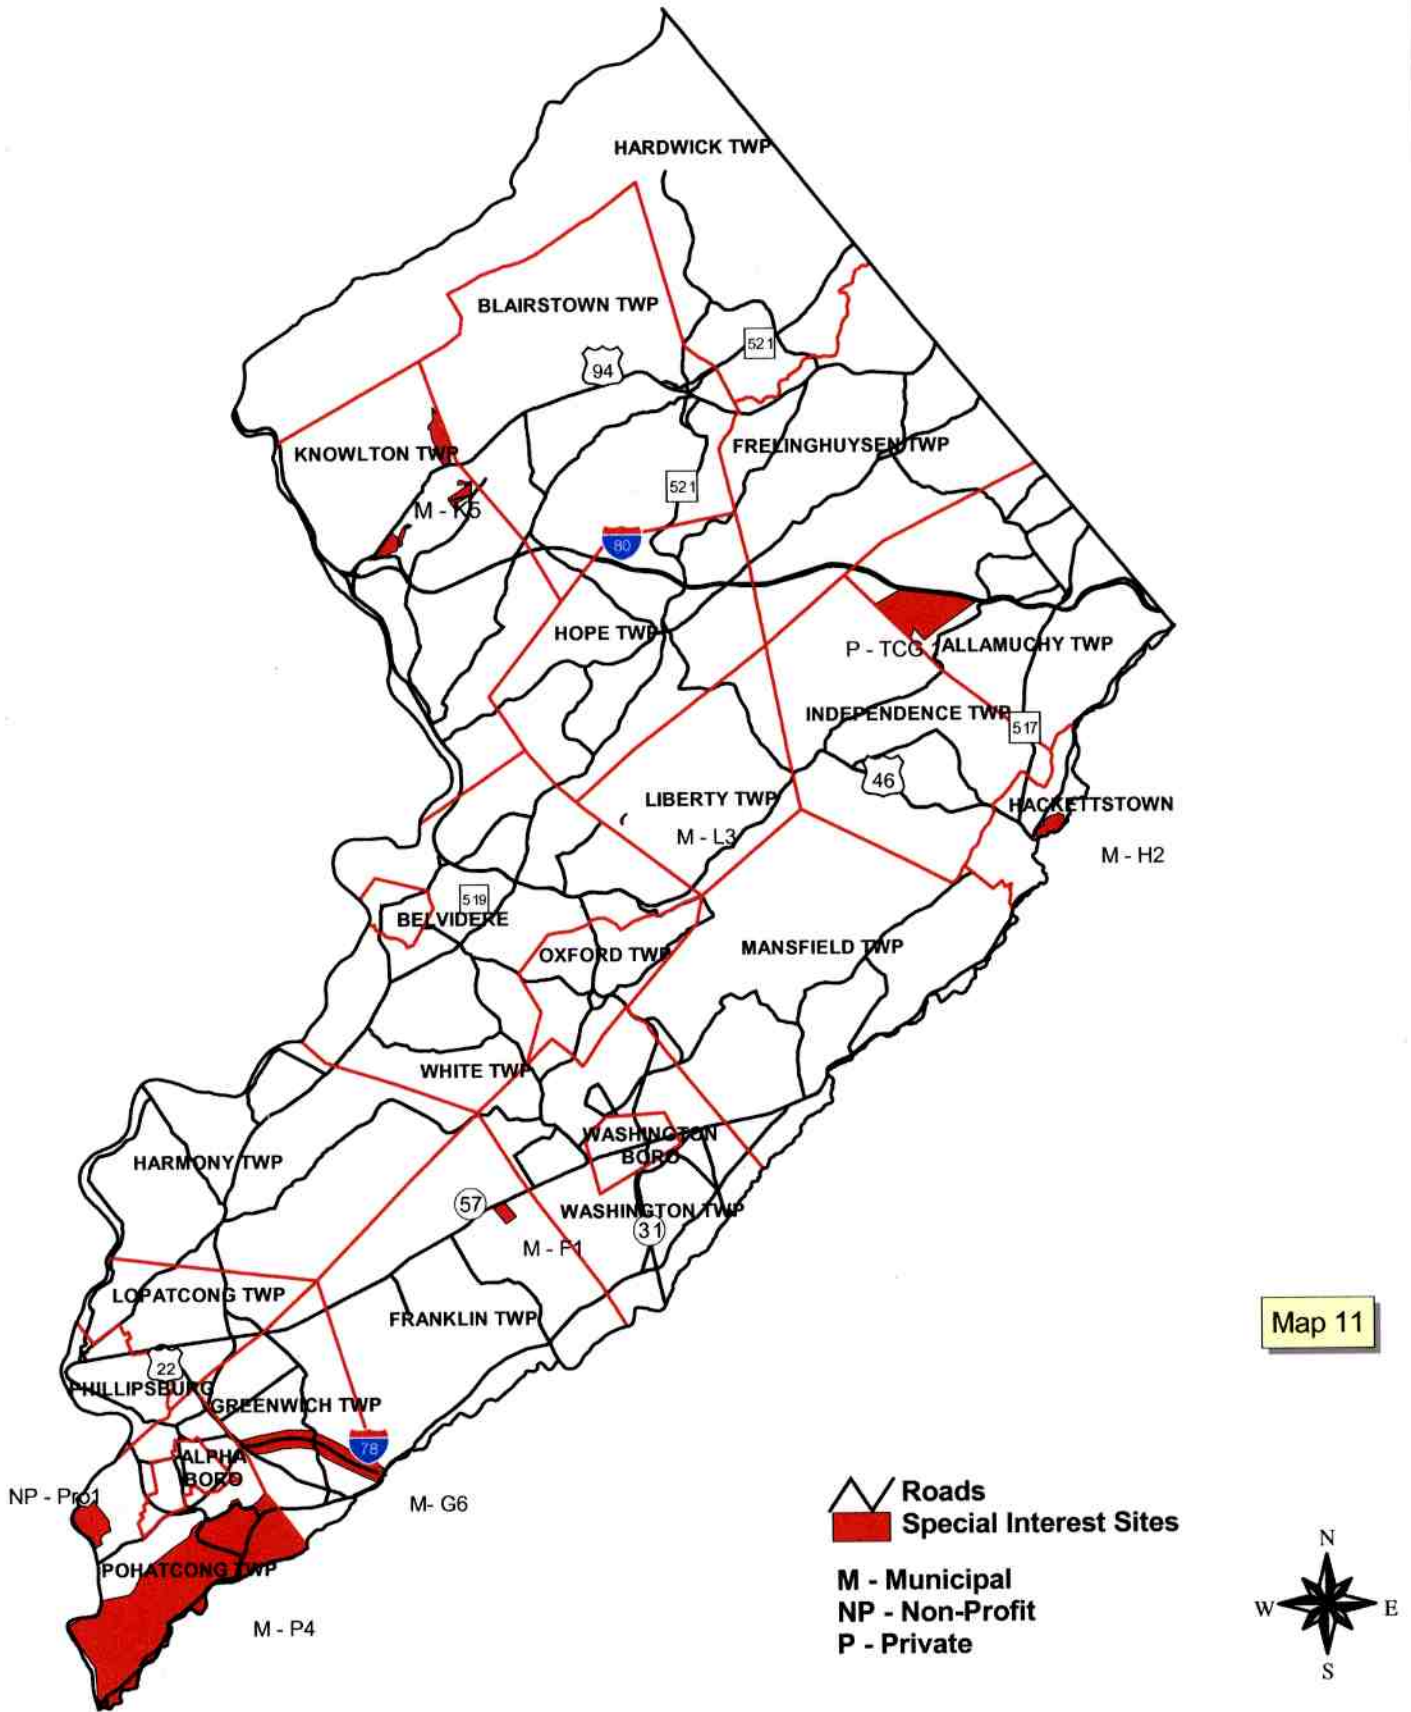 HARDWICK TWP
BLAIRSTOWN TWP
521
94
KNOWLTON TWP
FRELINGHUYSEN TWP
521
M - K5
80
HOPE TWP
P - TCG 1
ALLAMUCHY TWP
INDEPENDENCE TWP
517
46
LIBERTY TWP
HACKETTSTOWN
M - L3
M - H2
519
BELVIDERE
OXFORD TWP
MANSFIELD TWP
WHITE TWP
WASHINGTON
BORO
HARMONY TWP
57
WASHINGTON TWP
31
M - F1
LOPATCONG TWP
FRANKLIN TWP
Map 11
22
PHILLIPSBURG
GREENWICH TWP
78
ALPHA
BORO
NP - Pro1
M- G6
Roads
Special Interest Sites
POHATCONG TWP
M - Municipal
NP - Non-Profit
P - Private
M - P4
N
W
E
S